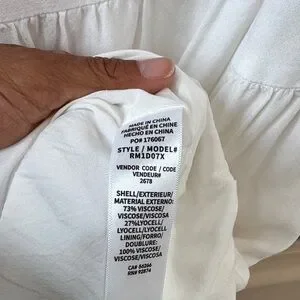 MADE IN CHINA
FABRIQUÉ EN CHINE
HECHO EN CHINA
PO# 176067
STYLE / MODEL#
RM1D07X
VENDOR CODE / CODE
VENDEUR#
2678
SHELL/EXTERIEUR/
MATERIAL EXTERNO:
73% VISCOSE/
VISCOSE/VISCOSA
27%LYOCELL/
LYOCELL/LYOCELL
LINING/FORRO/
DOUBLURE:
100% VISCOSE/
VISCOSE/VISCOSA
CA# 56266
RN# 92874